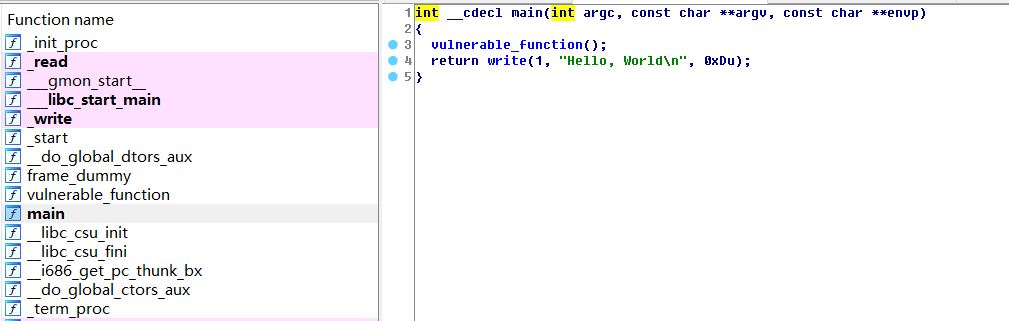 Function name
f _init_proc
f _read
f ___gmon_start__
f ___libc_start_main
f _write
f _start
f __do_global_dtors_aux
f frame_dummy
f vulnerable_function
f main
f __libc_csu_init
f __libc_csu_fini
f __i686_get_pc_thunk_bx
f __do_global_ctors_aux
f _term_proc
1 int __cdecl main(int argc, const char **argv, const char **envp)
2 {
3 vulnerable_function();
4 return write(1, "Hello, World\n", 0xDu);
5 }